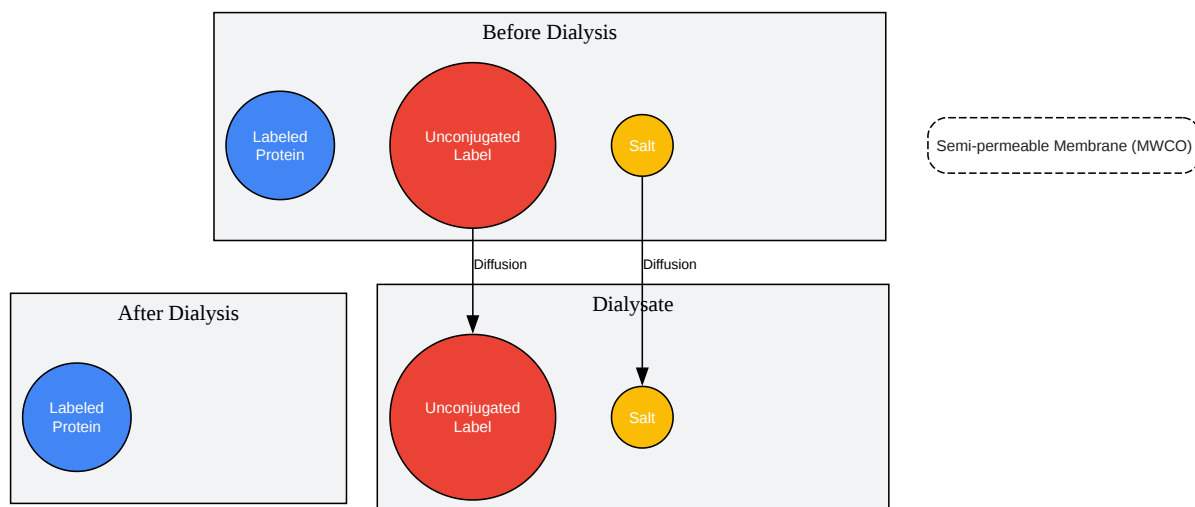 Before Dialysis
Labeled
Protein
Unconjugated
Label
Salt
Semi-permeable Membrane (MWCO)
Diffusion
Diffusion
After Dialysis
Labeled
Protein
Dialysate
Unconjugated
Label
Salt